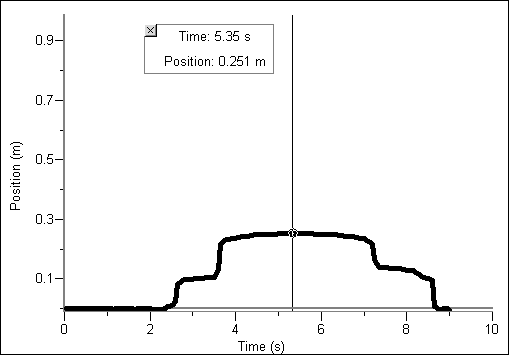 Time: 5.35 s
Position: 0.251 m
0.9
0.7
0.5
0.3
0.1
Position (m)
0 2 4 6 8 10
Time (s)